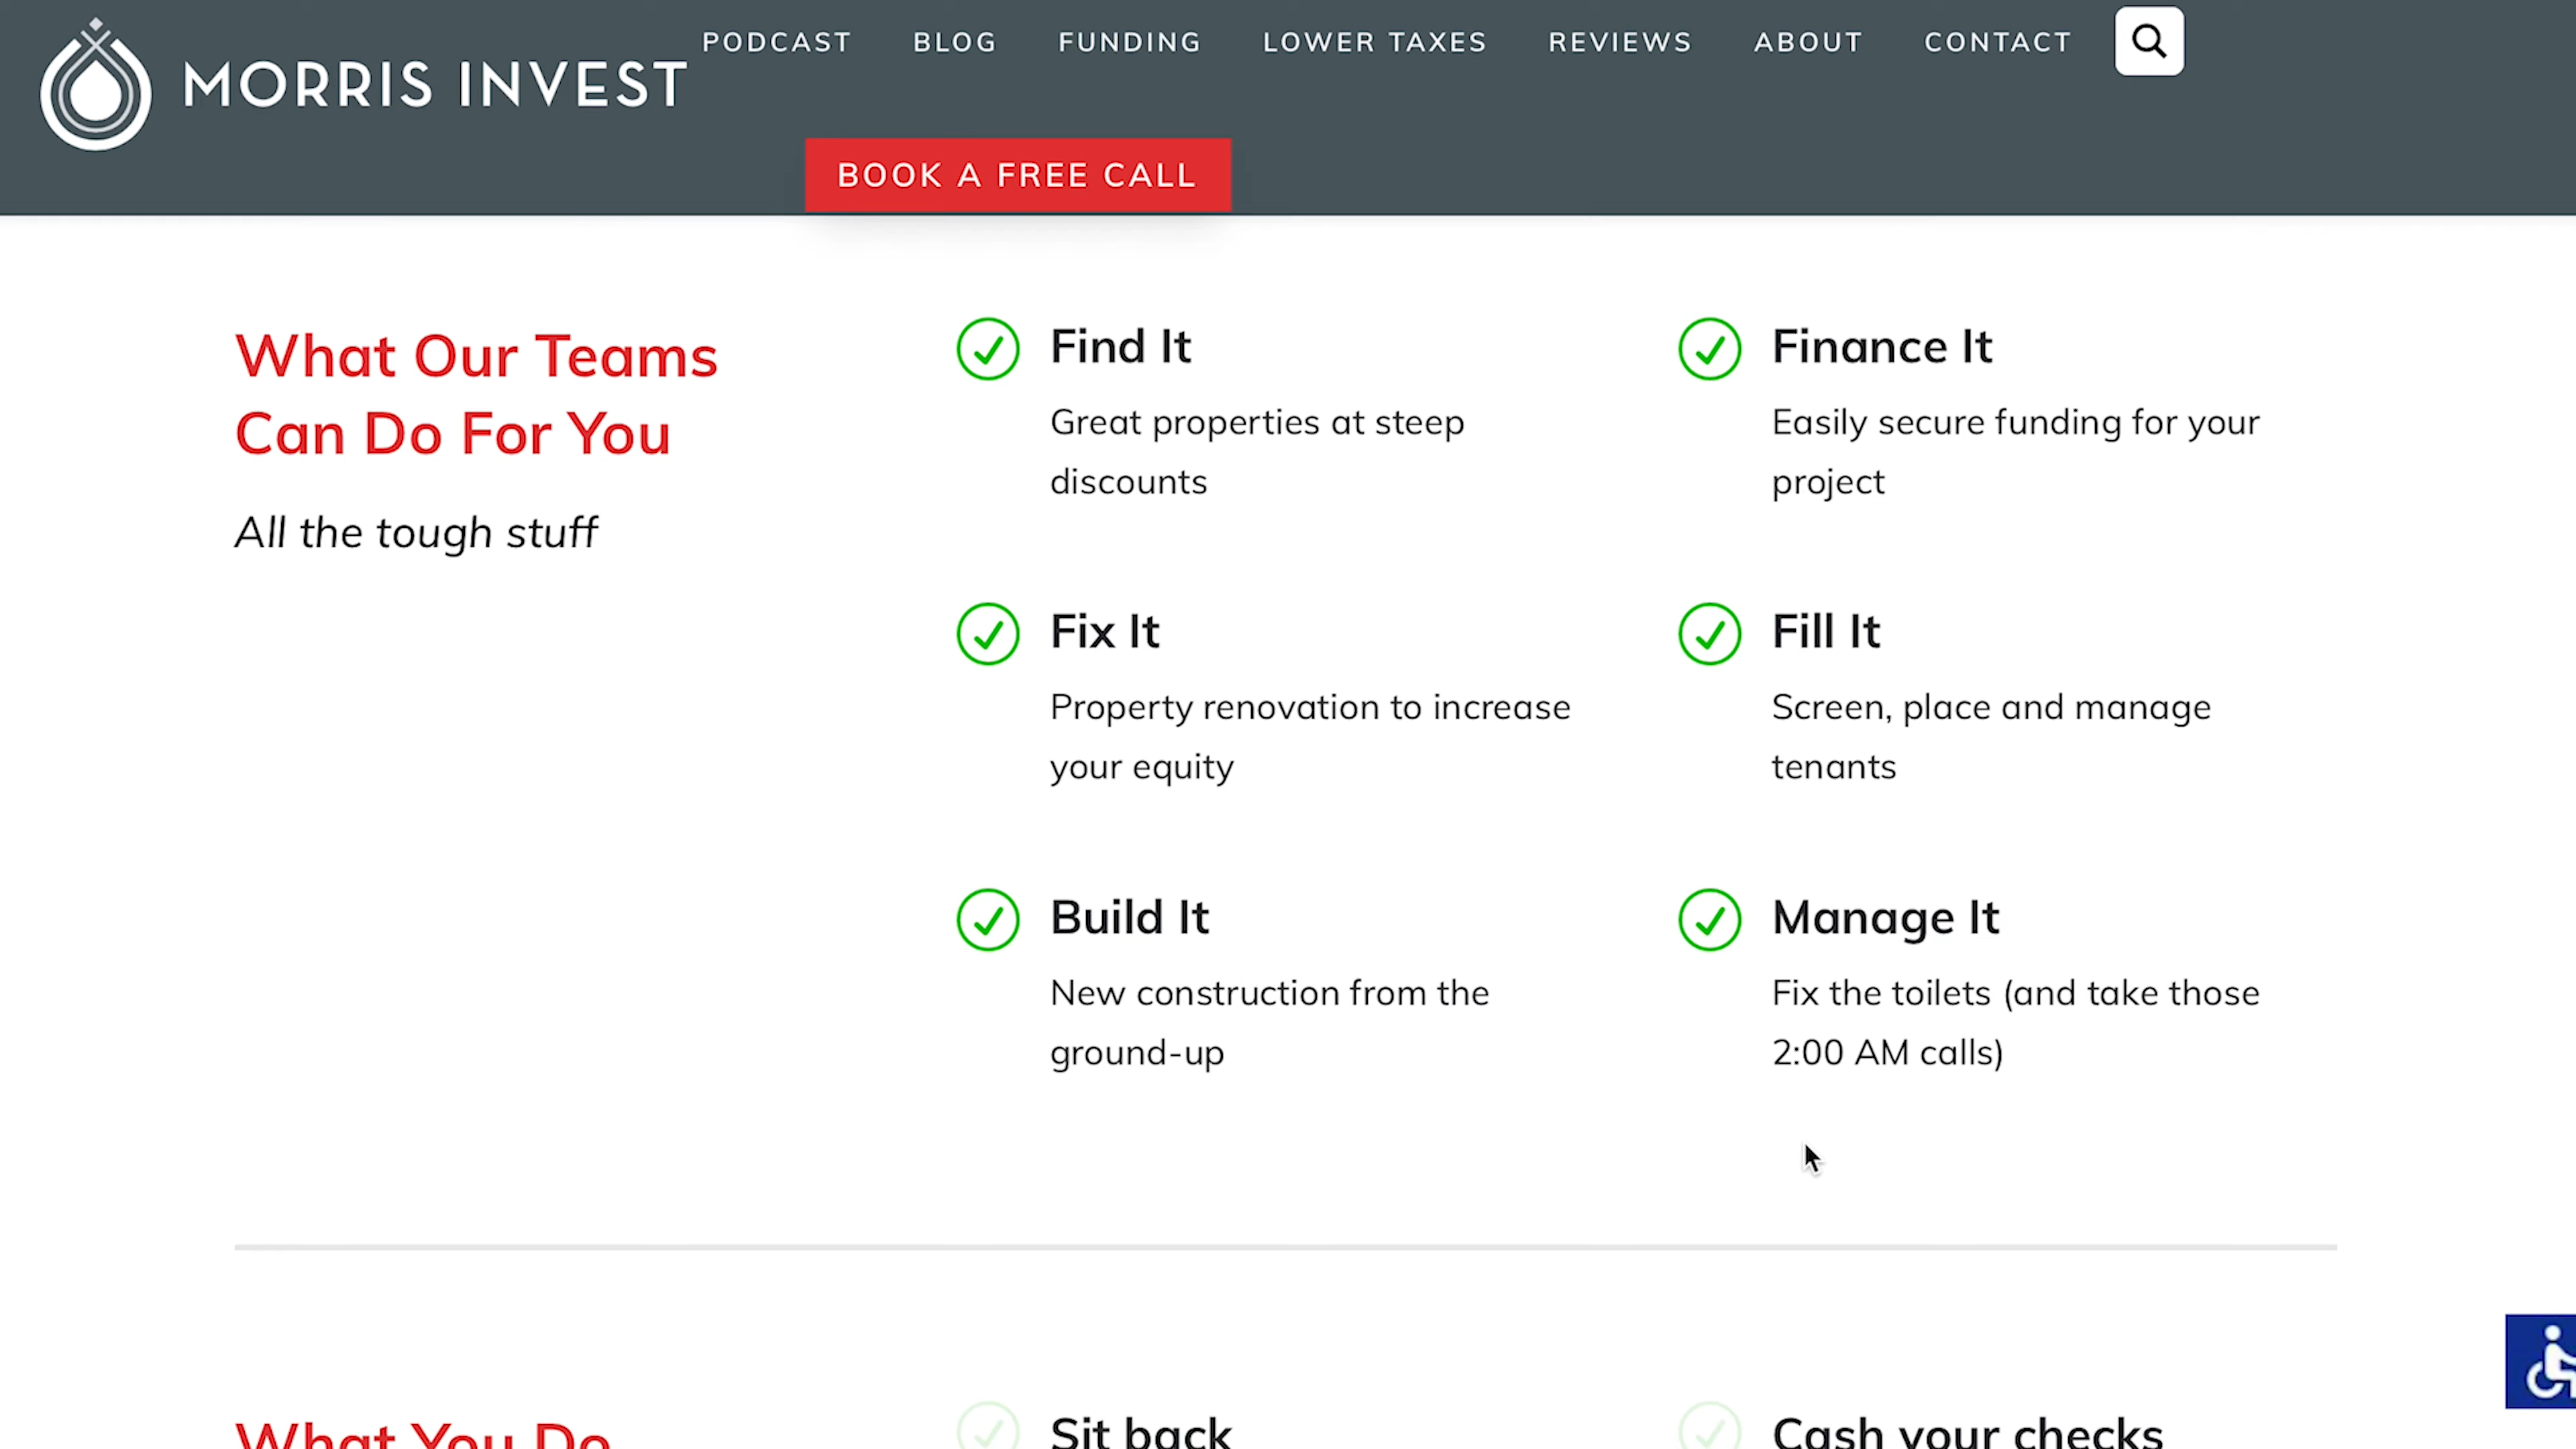 MORRIS INVEST
PODCAST
BLOG
FUNDING
LOWER TAXES
REVIEWS
ABOUT
CONTACT
BOOK A FREE CALL
What Our Teams
Can Do For You
All the tough stuff
Find It
Great properties at steep
discounts
Finance It
Easily secure funding for your
project
Fix It
Property renovation to increase
your equity
Fill It
Screen, place and manage
tenants
Build It
New construction from the
ground-up
Manage It
Fix the toilets (and take those
2:00 AM calls)
What You Do
Sit back
Cash your checks